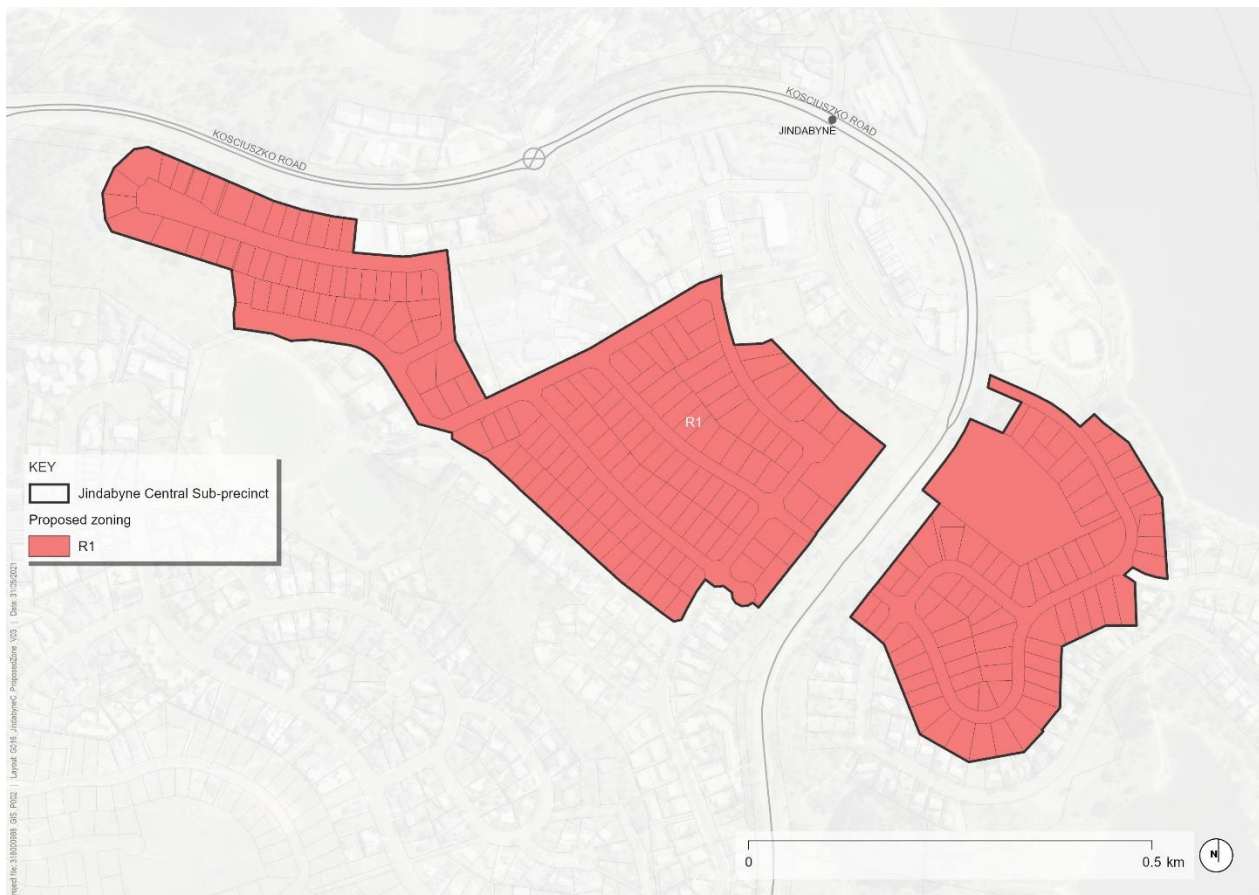 KOSCIUSZKO ROAD
KOSCIUSZKO ROAD
JINDABYNE
R1
KEY
Jindabyne Central Sub-precinct
Proposed zoning
R1
0
0.5 km
N